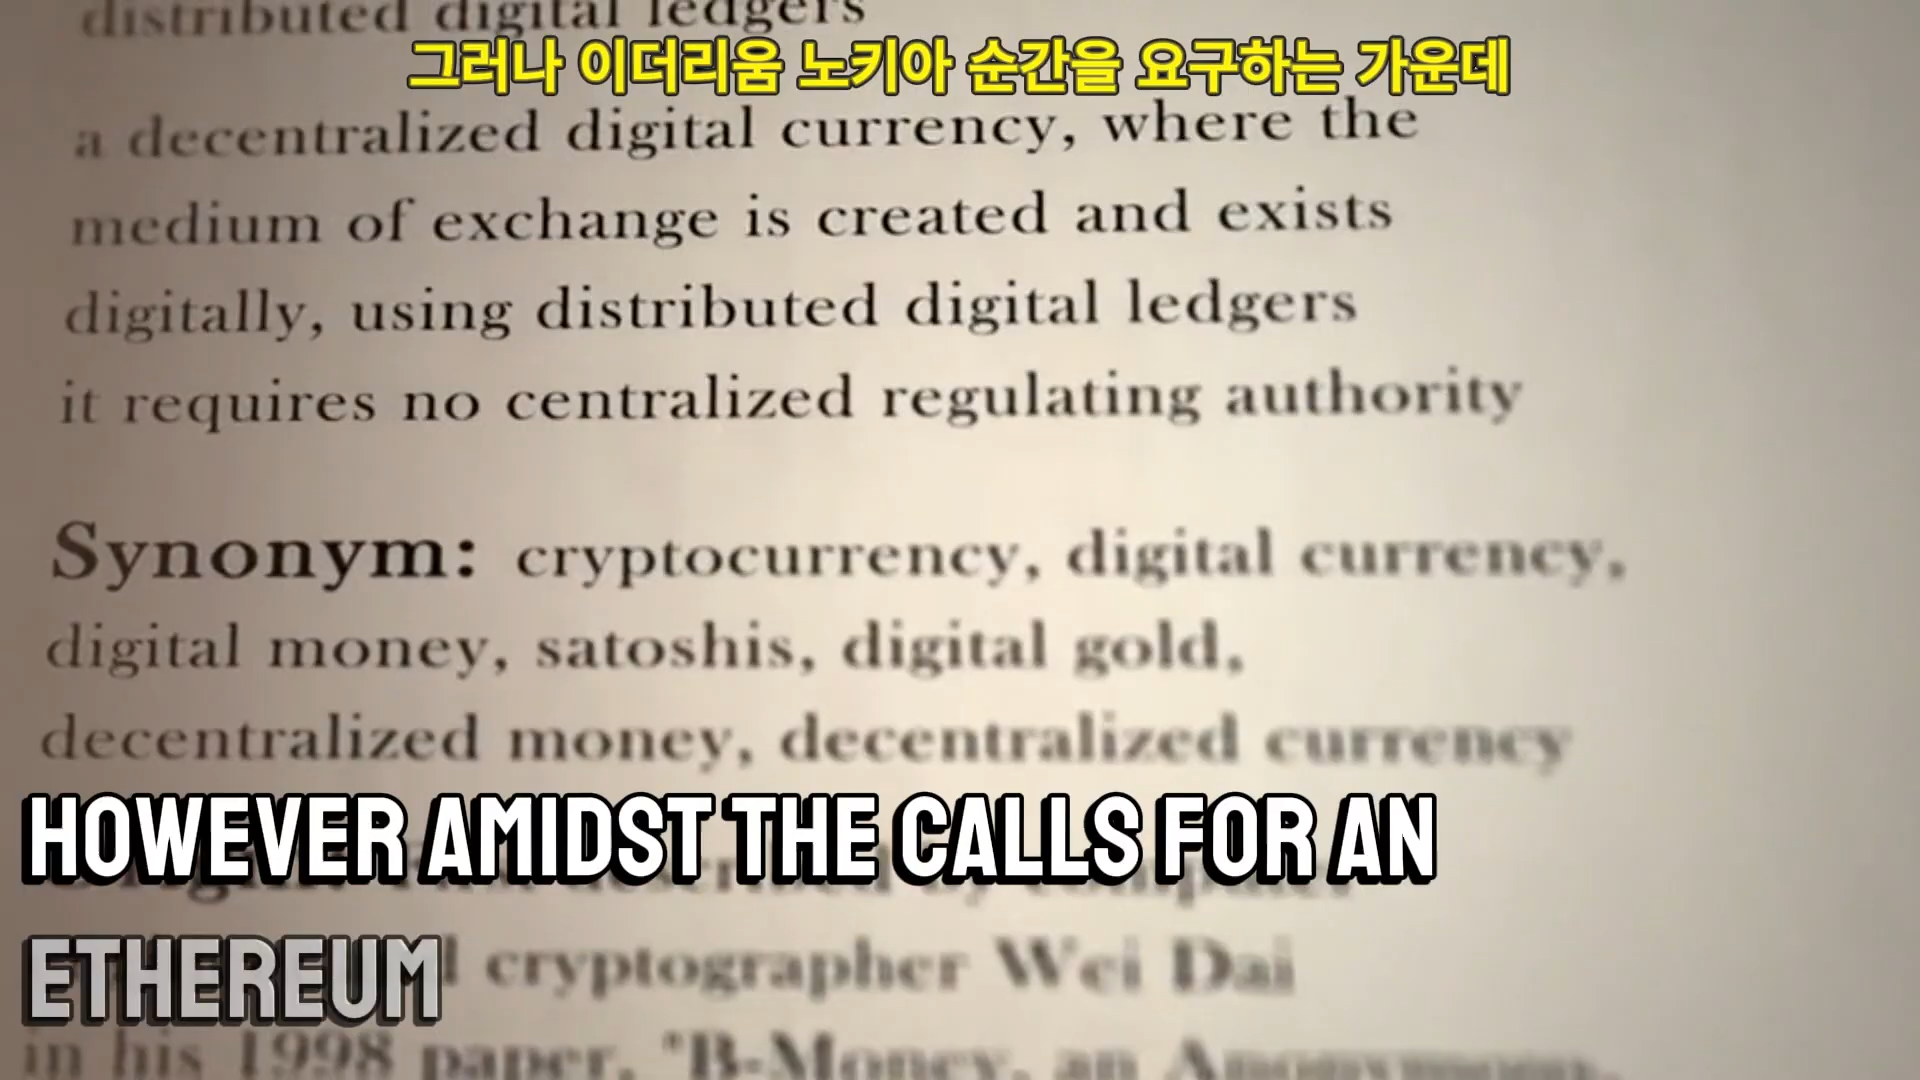 distributed digital ledgers
그러나 이더리움 노키아 순간을 요구하는 가운데
a decentralized digital currency, where the
medium of exchange is created and exists
digitally, using distributed digital ledgers
it requires no centralized regulating authority
Synonym: cryptocurrency, digital currency,
digital money, satoshis, digital gold,
decentralized money, decentralized currency
HOWEVER AMIDST THE CALLS FOR AN
ETHEREUM
cryptographer Wei Dai
in his 1998 paper, "B-Money, an Anonymous,